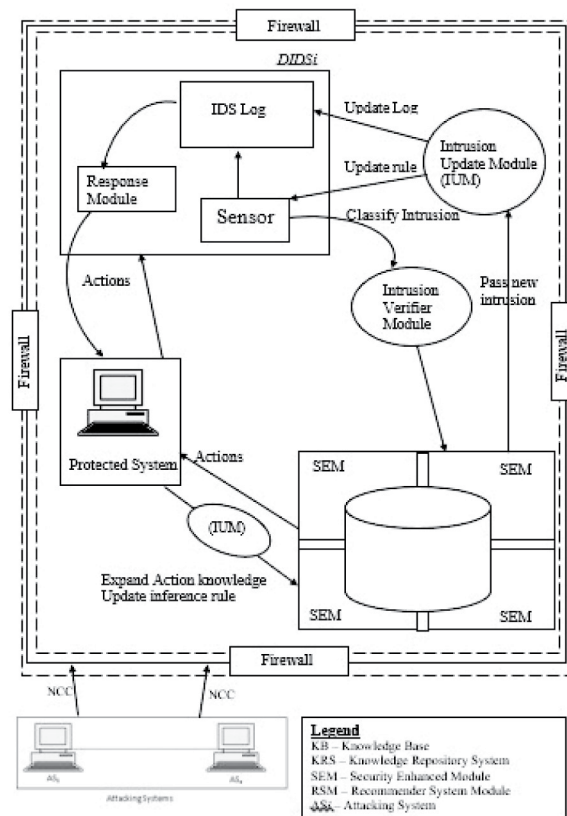 Firewall
DIDSi
IDS Log
Update Log
Intrusion
Update Module
(IUM)
Update rule
Response
Module
Sensor
Classify Intrusion
Actions
Pass new
intrusion
Intrusion
Verifier
Module
Firewall
Firewall
Protected System
Actions
SEM
SEM
(IUM)
Expand Action knowledge
Update inference rule
SEM
SEM
Firewall
NCC
NCC
Attacking Systems
Legend
KB – Knowledge Base
KRS – Knowledge Repository System
SEM – Security Enhanced Module
RSM – Recommender System Module
ASi – Attacking System